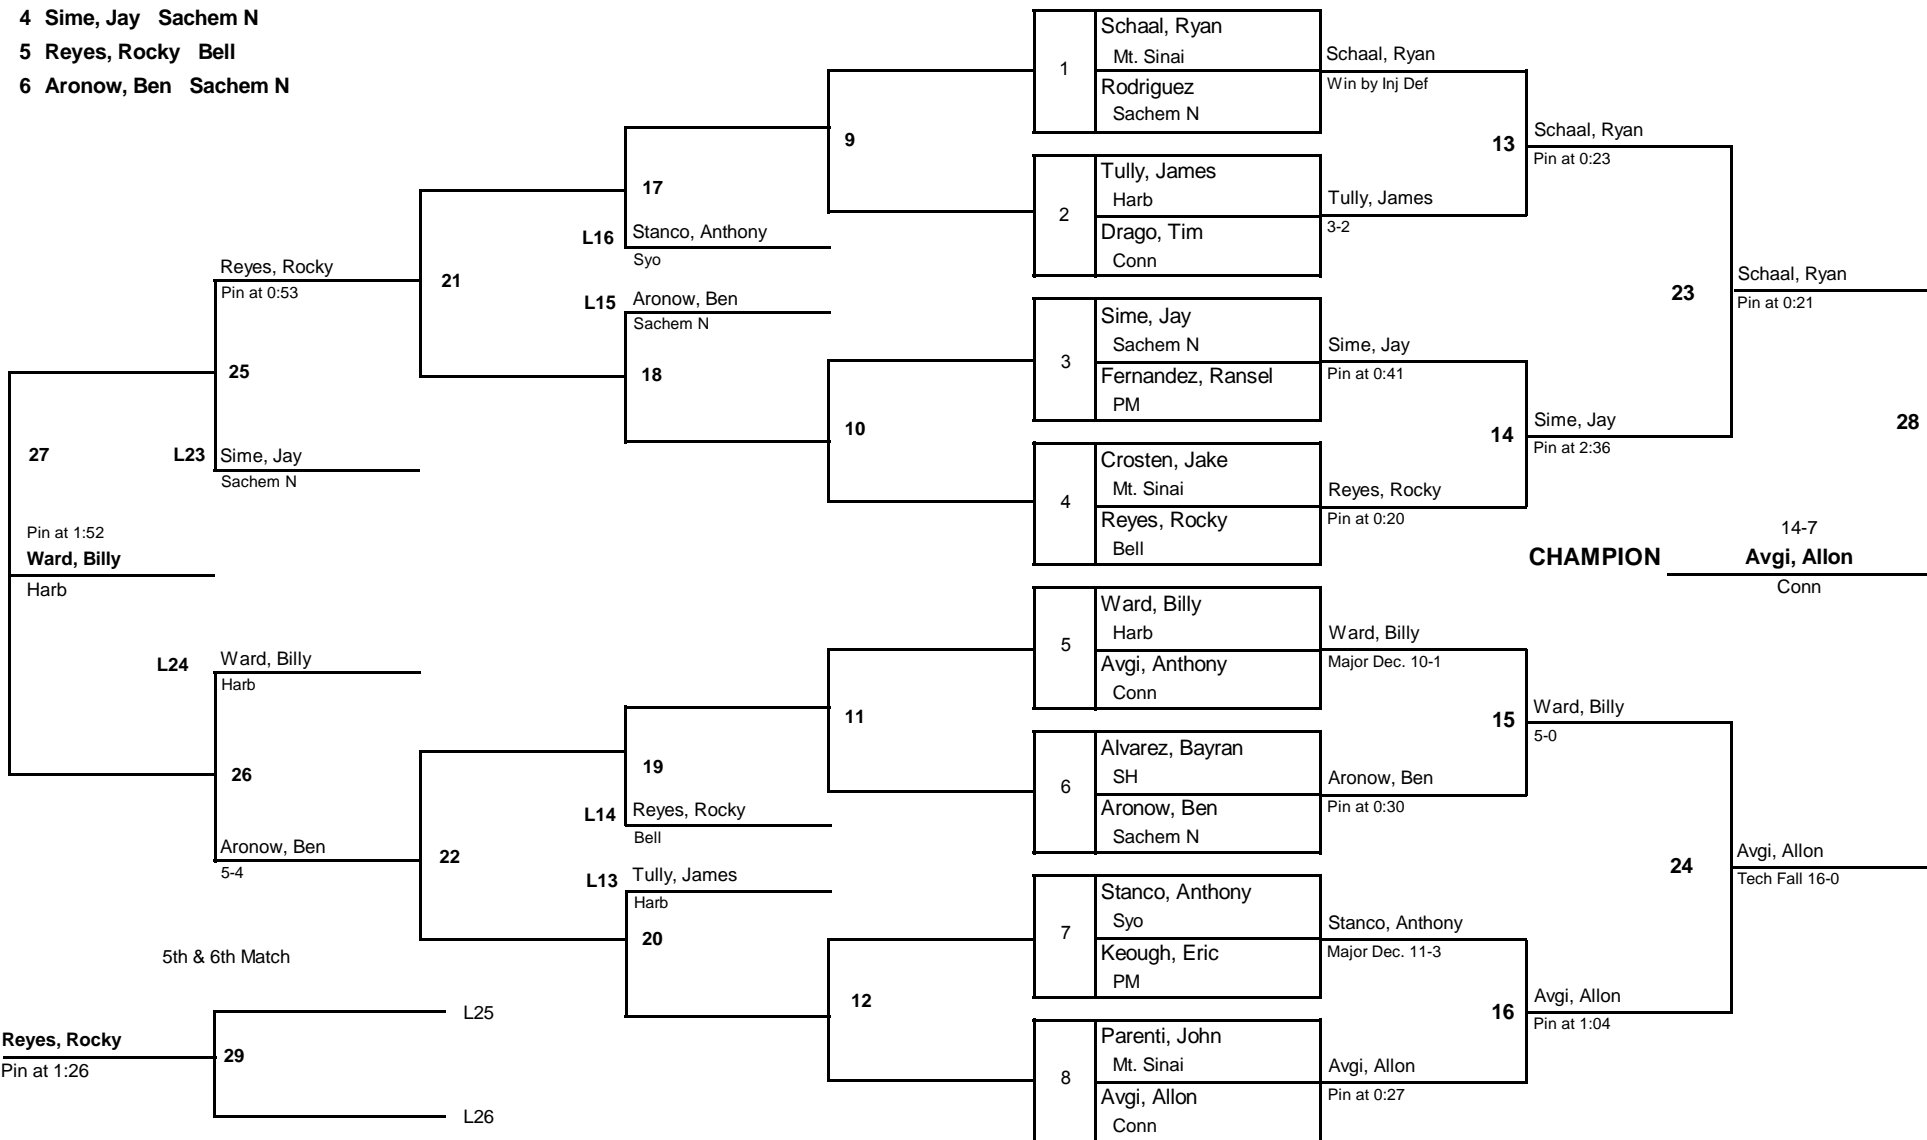 4 Sime, Jay Sachem N
5 Reyes, Rocky Bell
6 Aronow, Ben Sachem N
1
Schaal, Ryan
Mt. Sinai
Rodriguez
Sachem N
Schaal, Ryan
Win by Inj Def
2
Tully, James
Harb
Drago, Tim
Conn
Tully, James
3-2
13
Schaal, Ryan
Pin at 0:23
3
Sime, Jay
Sachem N
Fernandez, Ransel
PM
Sime, Jay
Pin at 0:41
4
Crosten, Jake
Mt. Sinai
Reyes, Rocky
Bell
Reyes, Rocky
Pin at 0:20
14
Sime, Jay
Pin at 2:36
23
Schaal, Ryan
Pin at 0:21
28
5
Ward, Billy
Harb
Avgi, Anthony
Conn
Ward, Billy
Major Dec. 10-1
6
Alvarez, Bayran
SH
Aronow, Ben
Sachem N
Aronow, Ben
Pin at 0:30
15
Ward, Billy
5-0
7
Stanco, Anthony
Syo
Keough, Eric
PM
Stanco, Anthony
Major Dec. 11-3
8
Parenti, John
Mt. Sinai
Avgi, Allon
Conn
Avgi, Allon
Pin at 0:27
16
Avgi, Allon
Pin at 1:04
24
Avgi, Allon
Tech Fall 16-0
14-7
CHAMPION Avgi, Allon
Conn
9
17
L16 Stanco, Anthony
Syo
21
L15 Aronow, Ben
Sachem N
18
10
Reyes, Rocky
Pin at 0:53
25
L23 Sime, Jay
Sachem N
27
Pin at 1:52
Ward, Billy
Harb
L24 Ward, Billy
Harb
26
Aronow, Ben
5-4
11
19
L14 Reyes, Rocky
Bell
22
L13 Tully, James
Harb
20
12
5th & 6th Match
L25
Reyes, Rocky
Pin at 1:26
29
L26